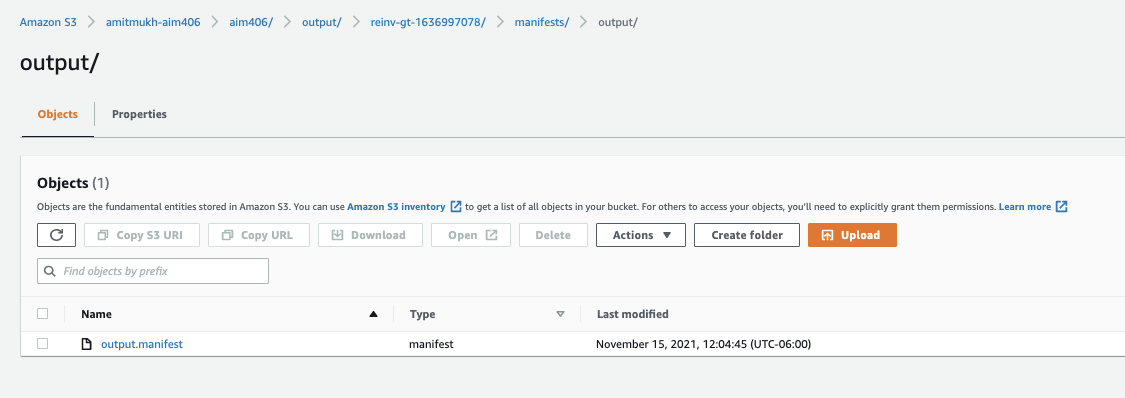 Amazon S3 > amitmukh-aim406 > aim406/ > output/ > reinv-gt-1636997078/ > manifests/ > output/
output/
Objects Properties
Objects (1)
Objects are the fundamental entities stored in Amazon S3. You can use Amazon S3 inventory to get a list of all objects in your bucket. For others to access your objects, you'll need to explicitly grant them permissions. Learn more
Copy S3 URI Copy URL Download Open Delete Actions Create folder Upload
Find objects by prefix
Name Type Last modified
output.manifest manifest November 15, 2021, 12:04:45 (UTC-06:00)